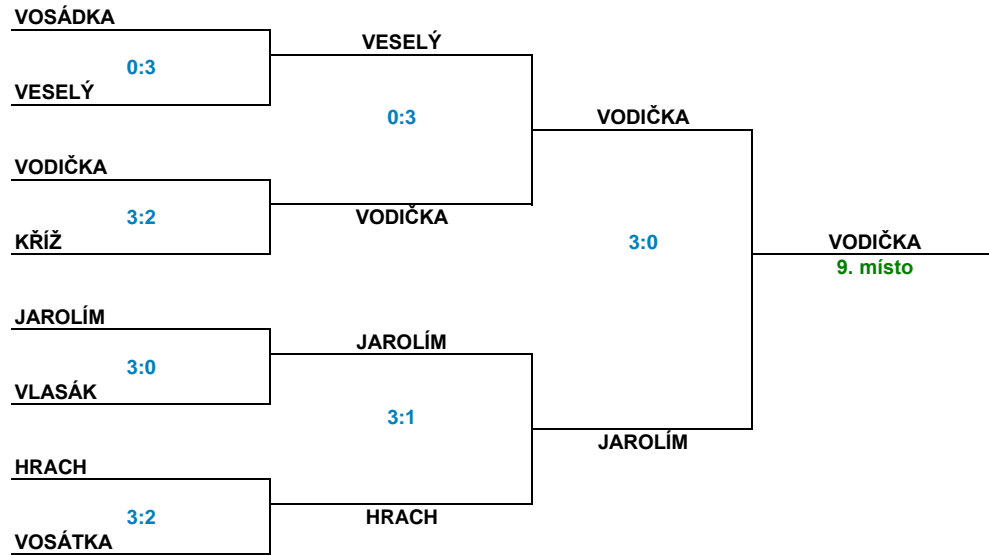 VOSÁDKA
VESELÝ
0:3
VESELÝ
0:3
VODIČKA
VODIČKA
3:2
VODIČKA
KŘÍŽ
3:0
VODIČKA
9. místo
JAROLÍM
JAROLÍM
3:0
VLASÁK
3:1
JAROLÍM
HRACH
3:2
HRACH
VOSÁTKA